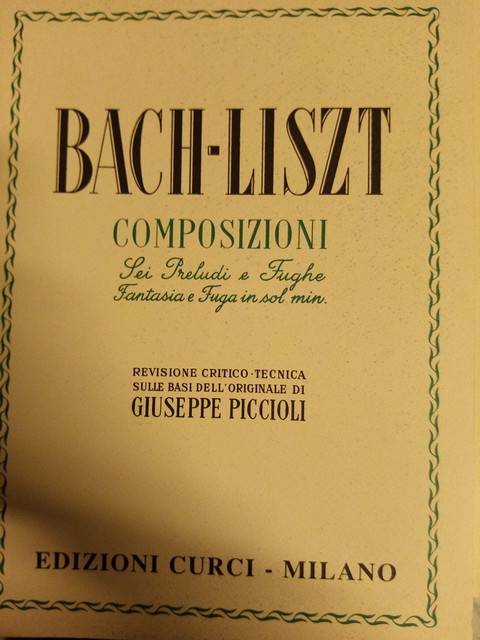 BACH-LISZT
COMPOSIZIONI
Sei Preludi e Fughe
Fantasia e Fuga in sol min.
REVISIONE CRITICO-TECNICA
SULLE BASI DELL'ORIGINALE DI
GIUSEPPE PICCIOLI
EDIZIONI CURCI - MILANO